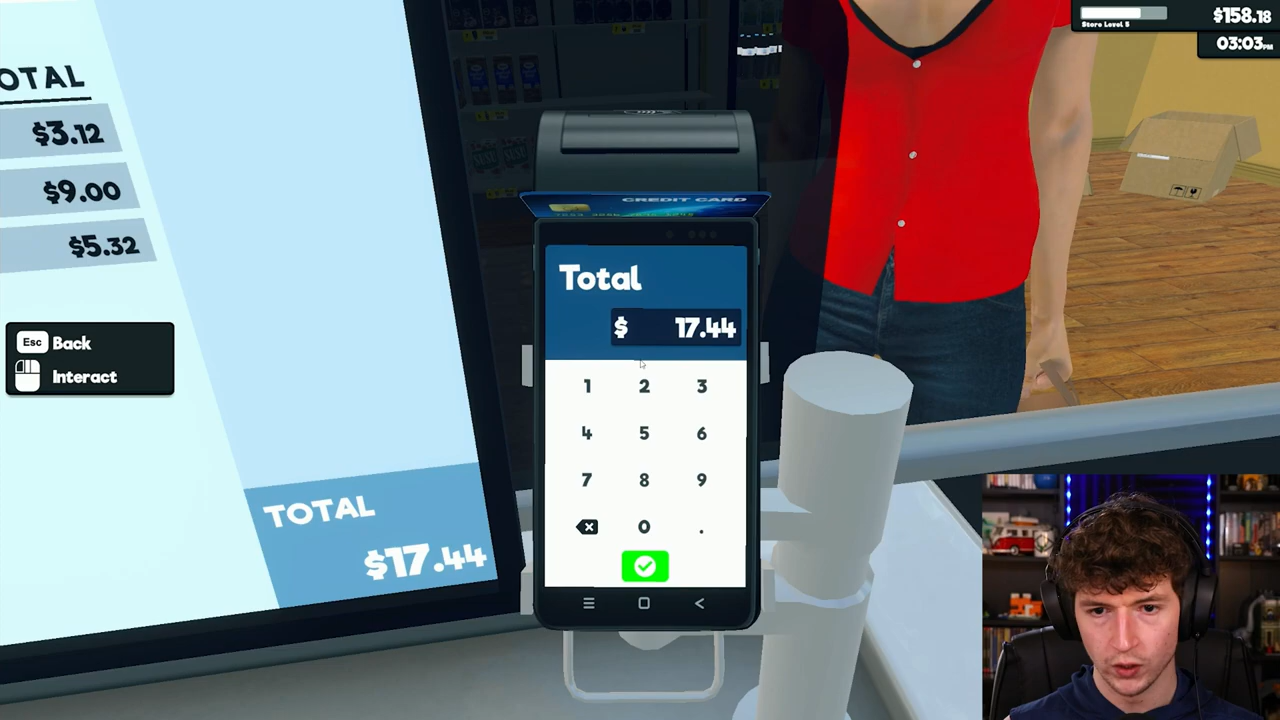 $158.18
Store Level 5
03:03PM
OTAL
$3.12
$9.00
$5.32
Esc Back
Interact
TOTAL
$17.44
CREDIT CARD
Total
$ 17.44
1 2 3
4 5 6
7 8 9
0 .